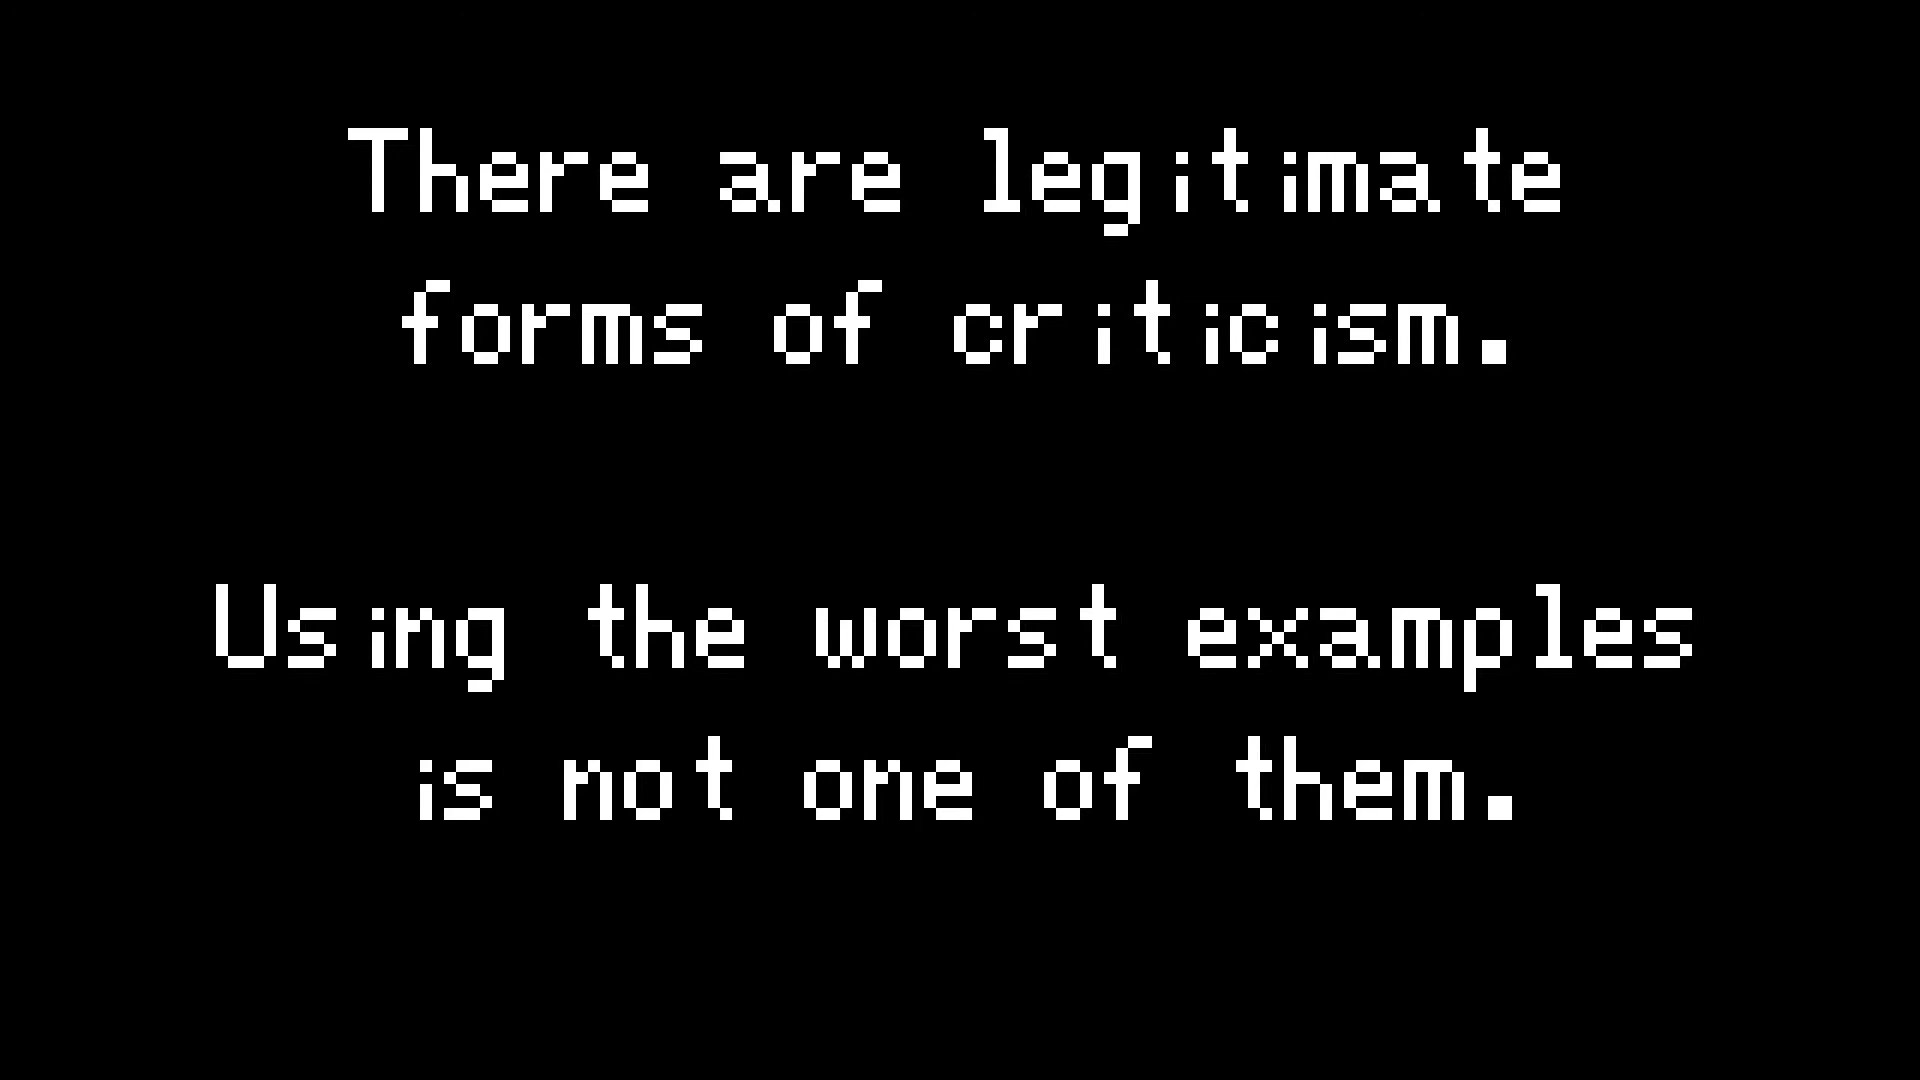 There are legitimate
forms of criticism.
Using the worst examples
is not one of them.